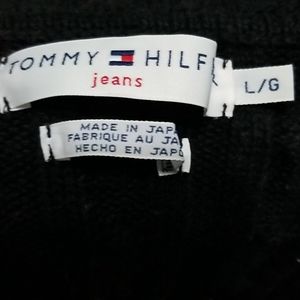 TOMMY HILF
jeans
L/G
MADE IN JAP
FABRIQUE AU JA
HECHO EN JAP